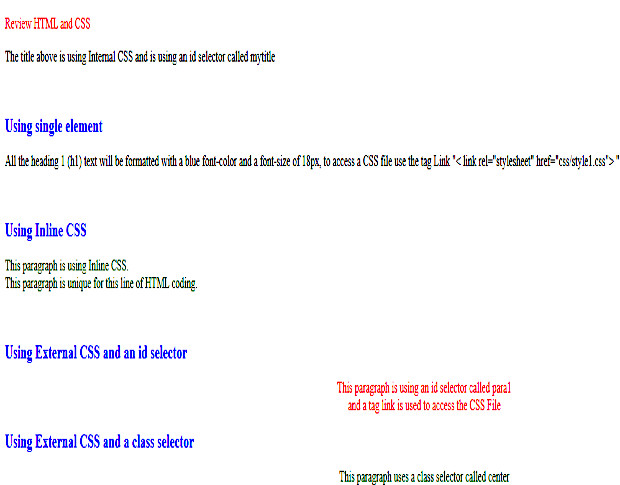 Review HTML and CSS
The title above is using Internal CSS and is using an id selector called mytitle
Using single element
All the heading 1 (h1) text will be formatted with a blue font-color and a font-size of 18px, to access a CSS file use the tag Link "< link rel="stylesheet" href="css/style1.css"> "
Using Inline CSS
This paragraph is using Inline CSS.
This paragraph is unique for this line of HTML coding.
Using External CSS and an id selector
This paragraph is using an id selector called para1
and a tag link is used to access the CSS File
Using External CSS and a class selector
This paragraph uses a class selector called center